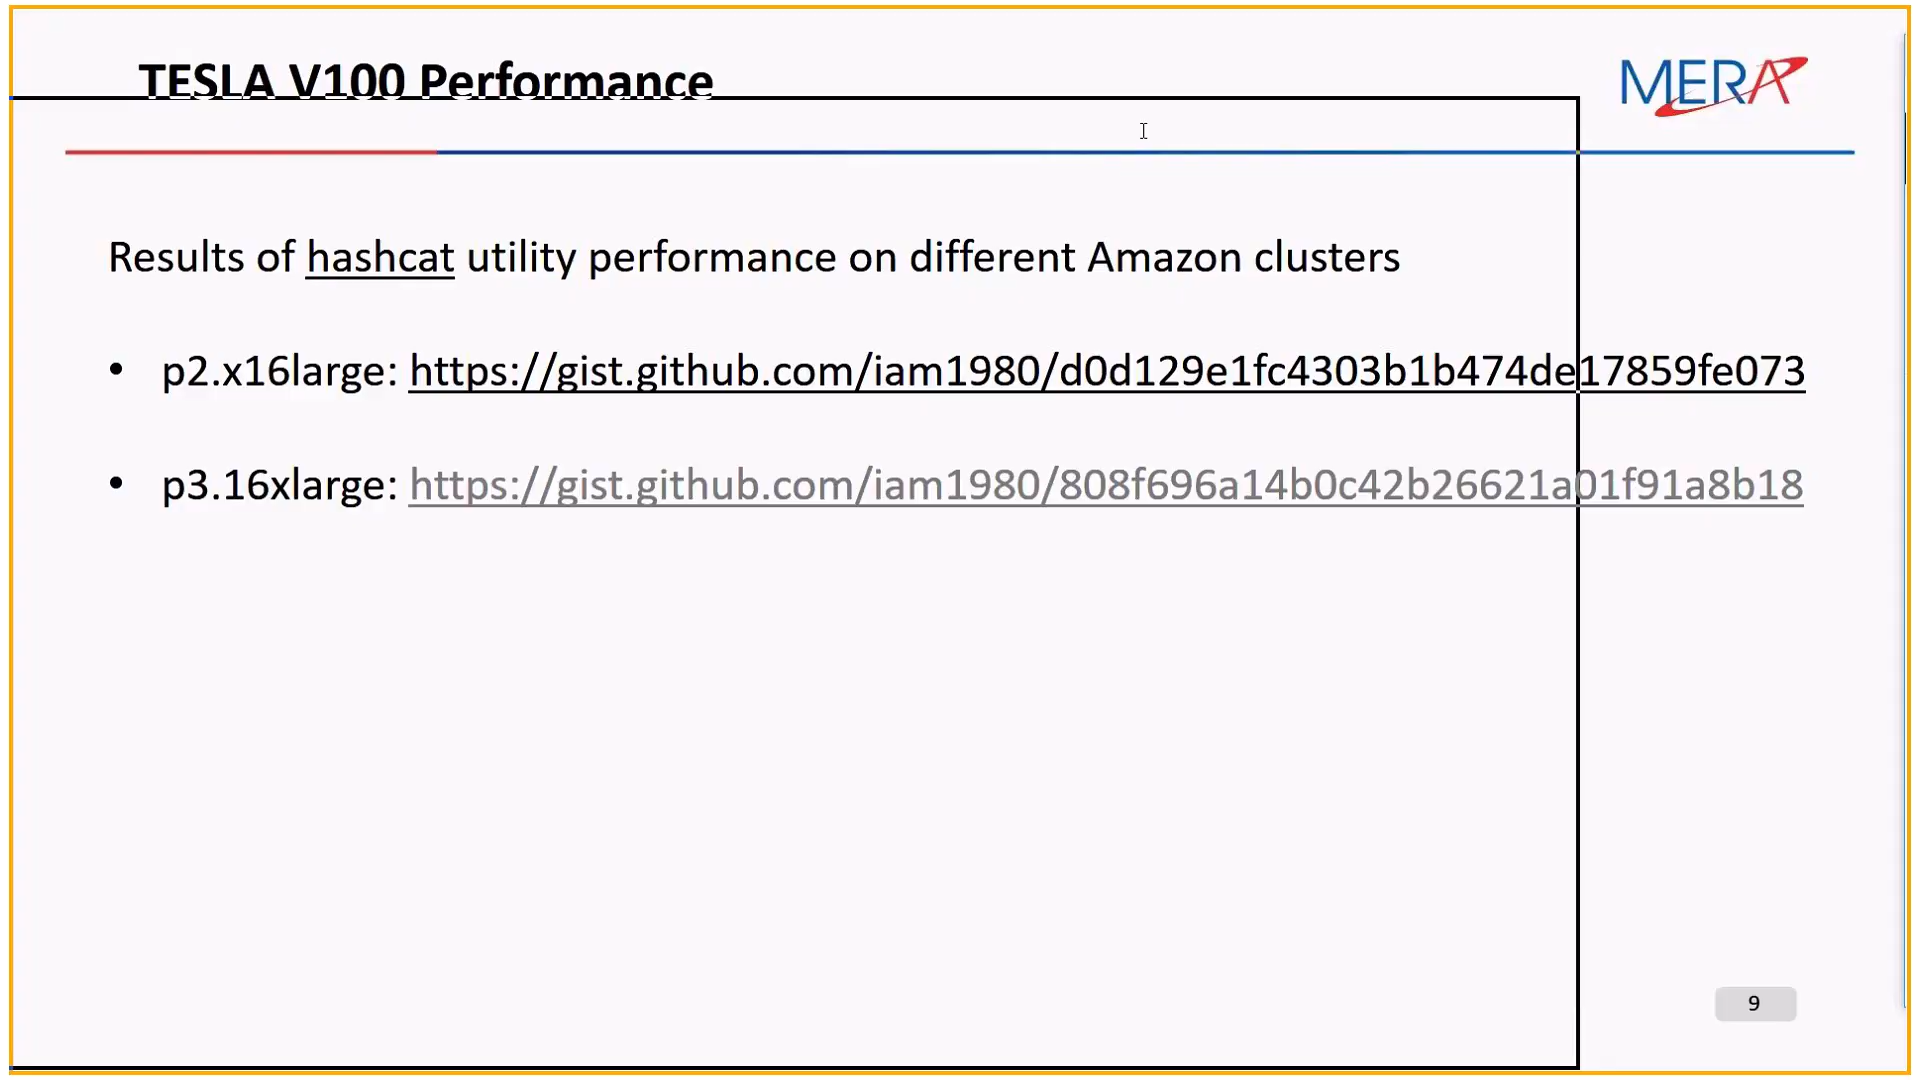 TESLA V100 Performance
MERA
Results of hashcat utility performance on different Amazon clusters
• p2.x16large: https://gist.github.com/iam1980/d0d129e1fc4303b1b474de17859fe073
• p3.16xlarge: https://gist.github.com/iam1980/808f696a14b0c42b26621a01f91a8b18
9